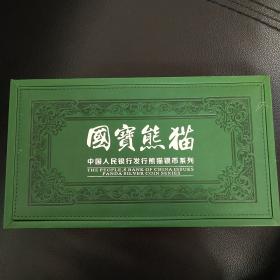 國寶熊猫
中国人民银行发行熊猫银币系列
THE PEOPLE'S BANK OF CHINA ISSUES
PANDA SILVER COIN SERIES